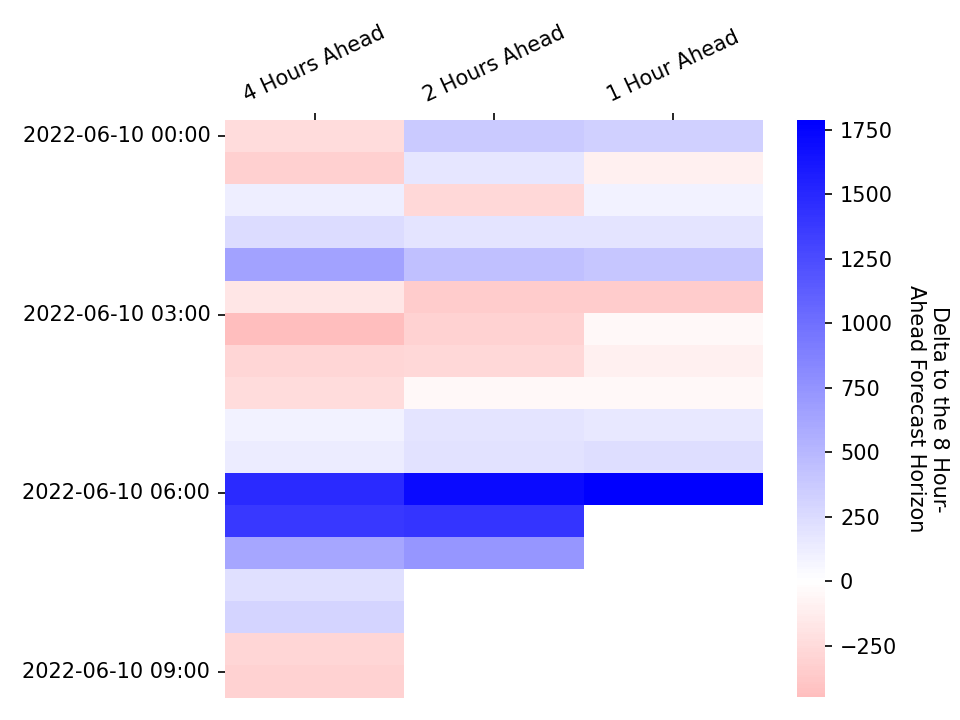 4 Hours Ahead
2 Hours Ahead
1 Hour Ahead
2022-06-10 00:00
2022-06-10 03:00
2022-06-10 06:00
2022-06-10 09:00
1750
1500
1250
1000
750
500
250
0
−250
Delta to the 8 Hour-
Ahead Forecast Horizon